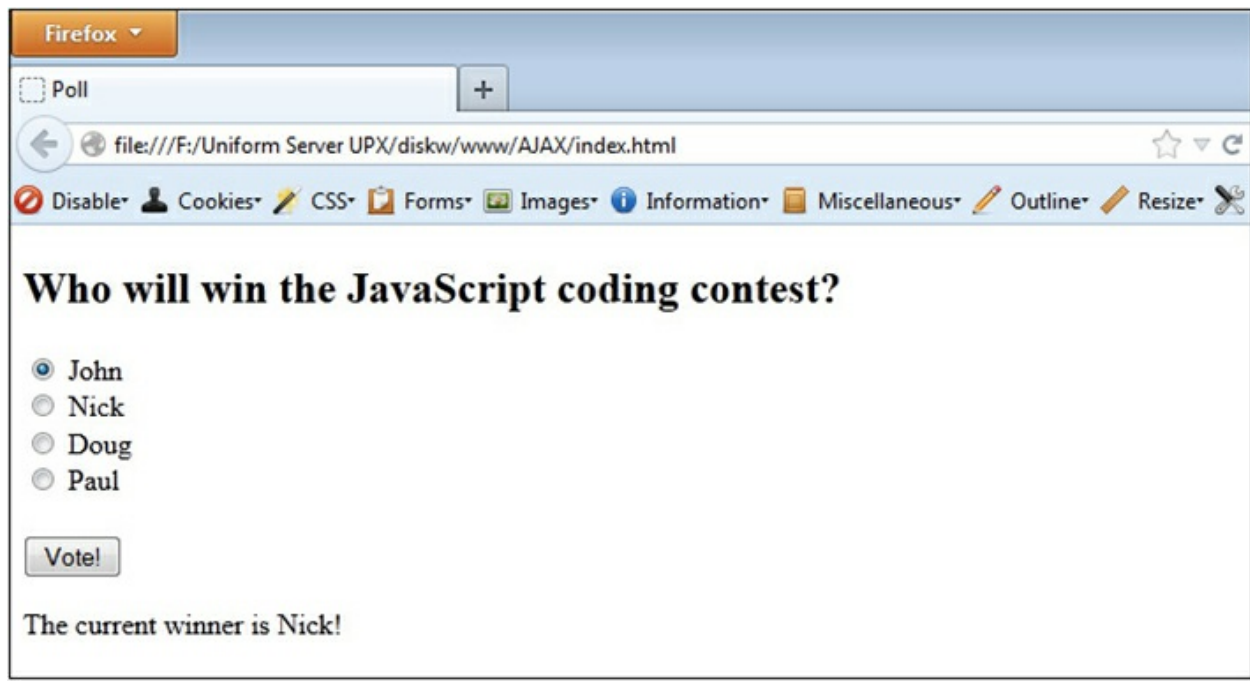 Firefox
Poll
+
file:///F:/Uniform Server UPX/diskw/www/AJAX/index.html
Disable Cookies CSS Forms Images Information Miscellaneous Outline Resize
Who will win the JavaScript coding contest?
John
Nick
Doug
Paul
Vote!
The current winner is Nick!